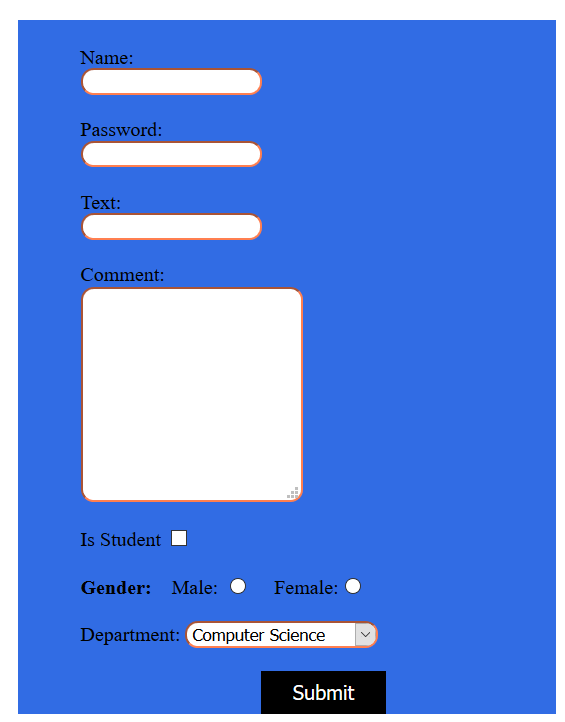 Name:
Password:
Text:
Comment:
Is Student
Gender: Male: Female:
Department: Computer Science
Submit